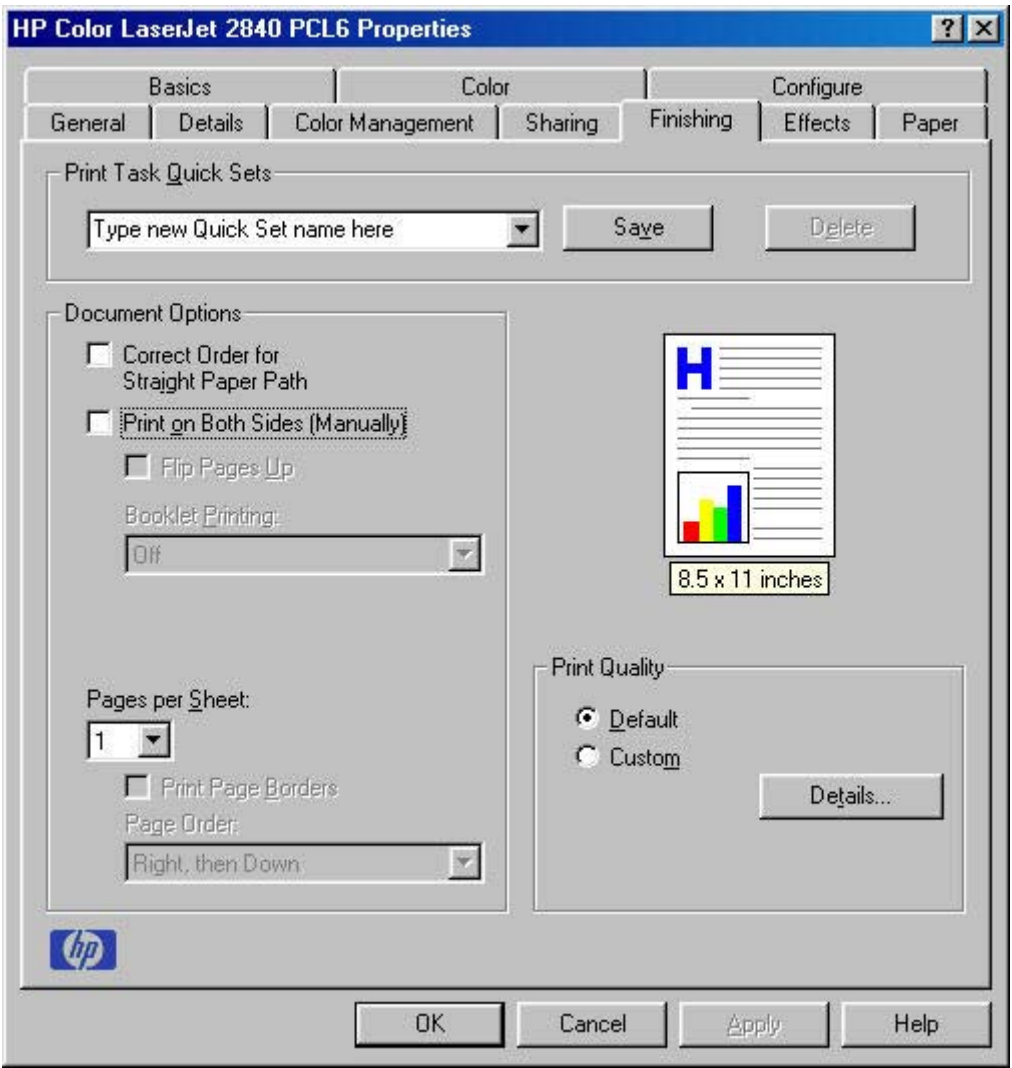 HP Color LaserJet 2840 PCL6 Properties
Basics Color Configure
General Details Color Management Sharing Finishing Effects Paper
Print Task Quick Sets
Type new Quick Set name here Save Delete
Document Options
Correct Order for
Straight Paper Path
Print on Both Sides (Manually)
Flip Pages Up
Booklet Printing:
Off
H
8.5 x 11 inches
Pages per Sheet:
1
Print Page Borders
Page Order:
Right, then Down
Print Quality
Default
Custom
Details...
hp
OK Cancel Apply Help